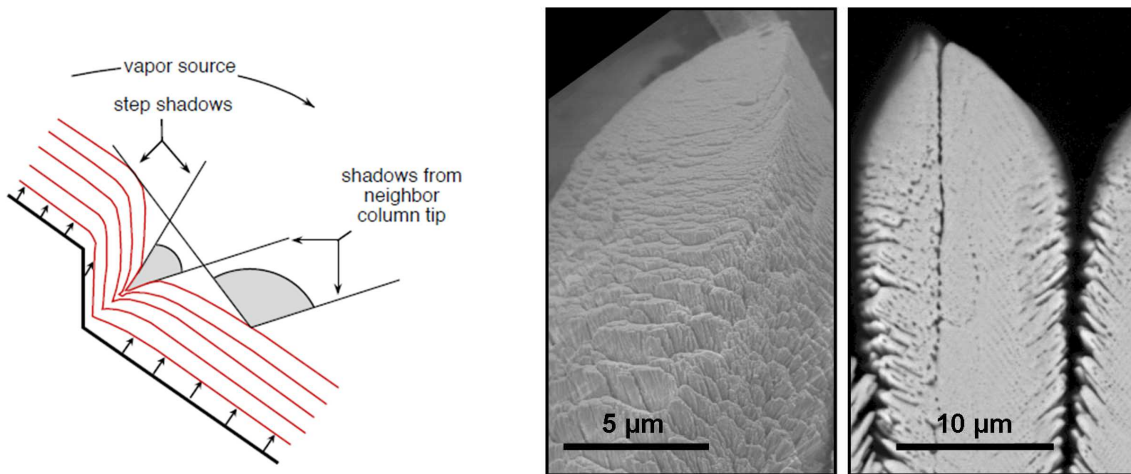 vapor source
step shadows
shadows from
neighbor
column tip
5 µm
10 µm